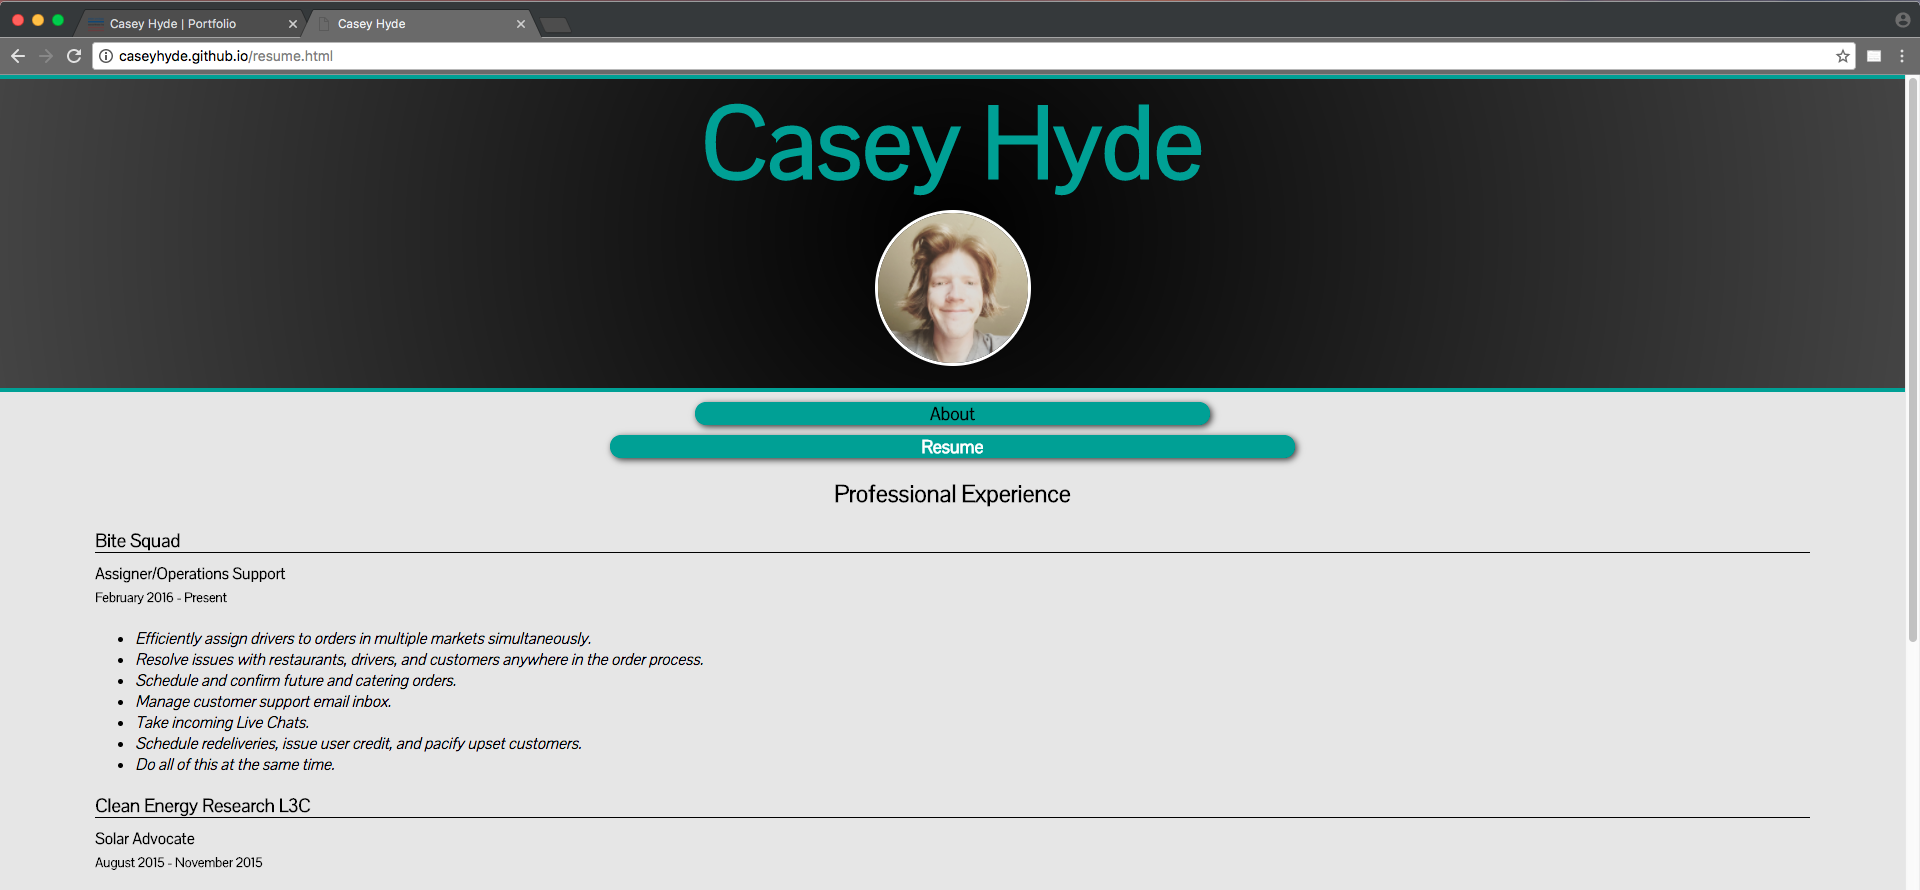 Casey Hyde | Portfolio
Casey Hyde
caseyhyde.github.io/resume.html
Casey Hyde
About
Resume
Professional Experience
Bite Squad
Assigner/Operations Support
February 2016 - Present
• Efficiently assign drivers to orders in multiple markets simultaneously.
• Resolve issues with restaurants, drivers, and customers anywhere in the order process.
• Schedule and confirm future and catering orders.
• Manage customer support email inbox.
• Take incoming Live Chats.
• Schedule redeliveries, issue user credit, and pacify upset customers.
• Do all of this at the same time.
Clean Energy Research L3C
Solar Advocate
August 2015 - November 2015